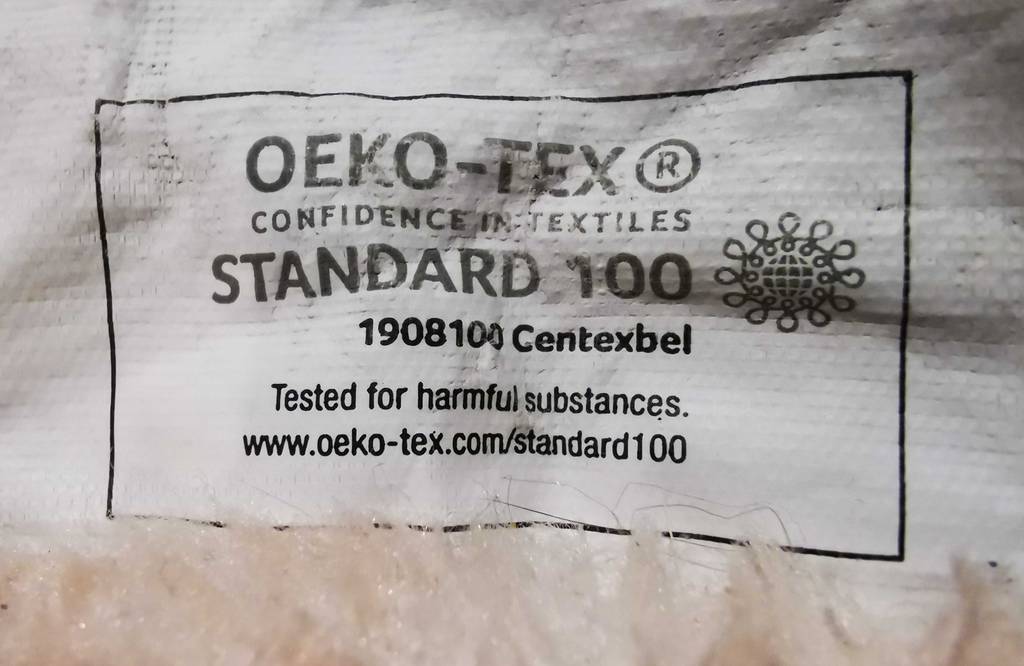 OEKO-TEX®
CONFIDENCE IN TEXTILES
STANDARD 100
1908100 Centexbel
Tested for harmful substances.
www.oeko-tex.com/standard100